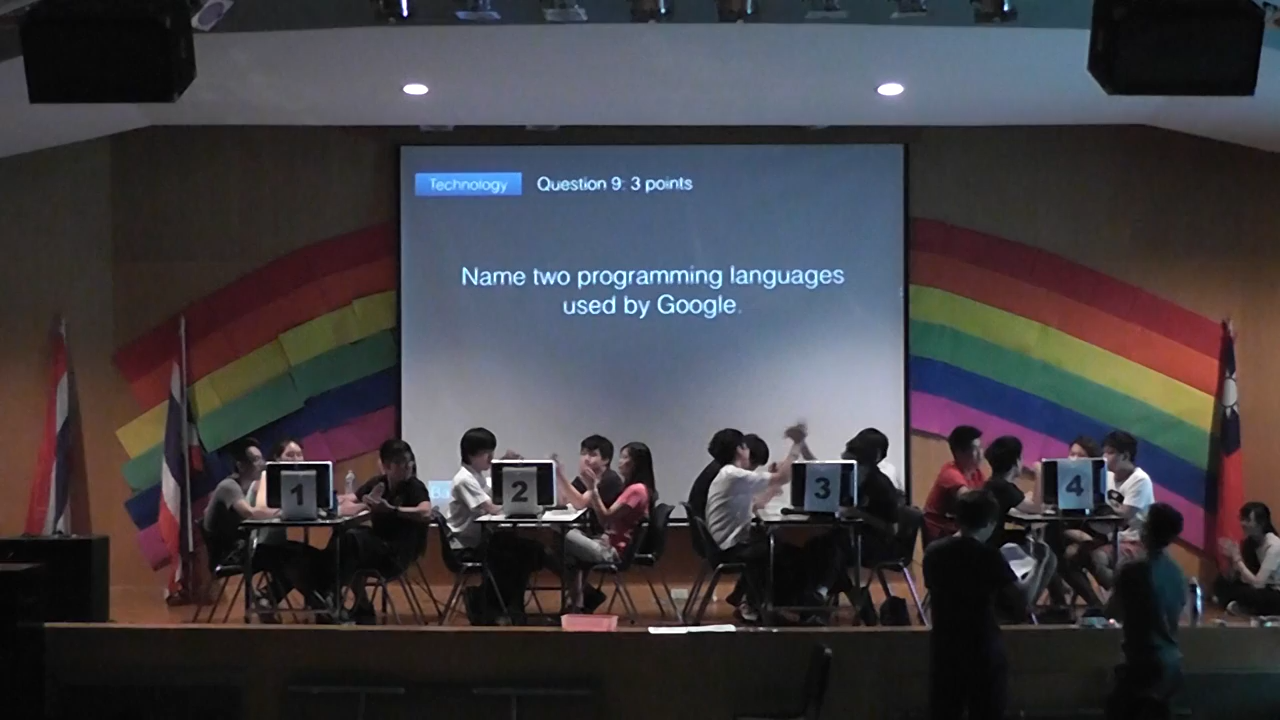 Technology
Question 9: 3 points
Name two programming languages
used by Google.
1
2
3
4